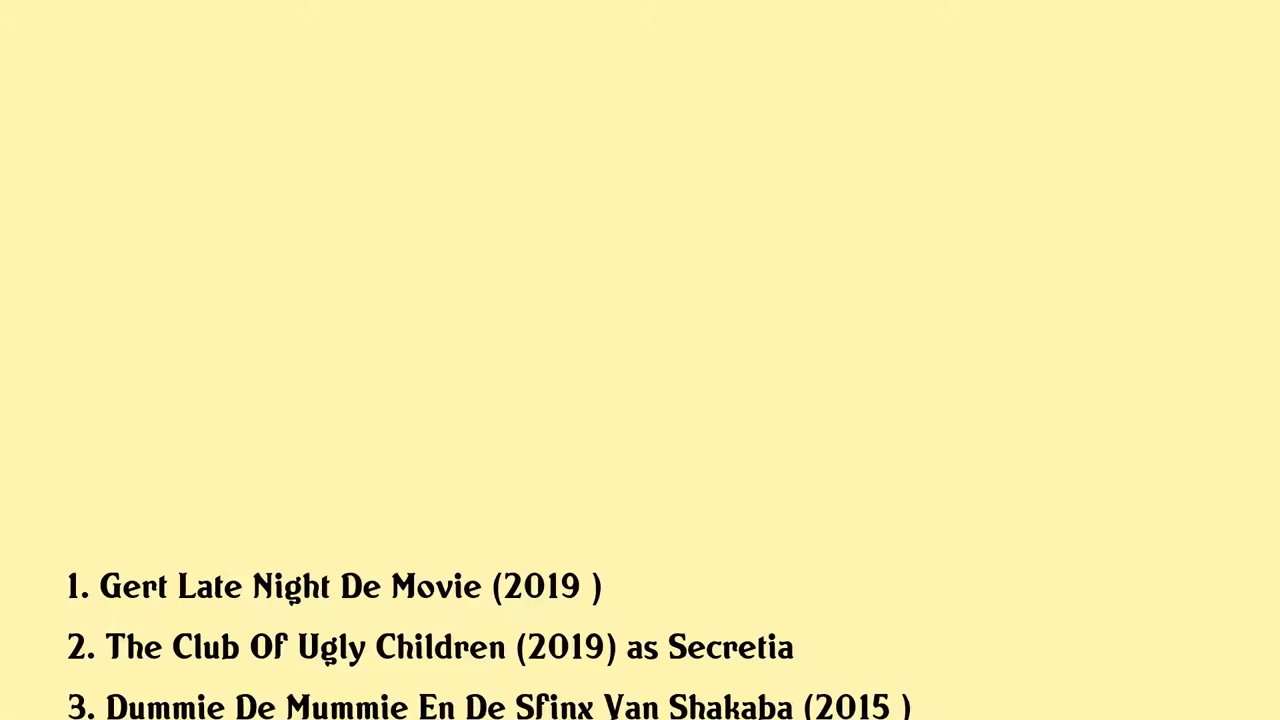 1. Gert Late Night De Movie (2019 )
2. The Club Of Ugly Children (2019) as Secretia
3. Dummie De Mummie En De Sfinx Van Shakaba (2015 )